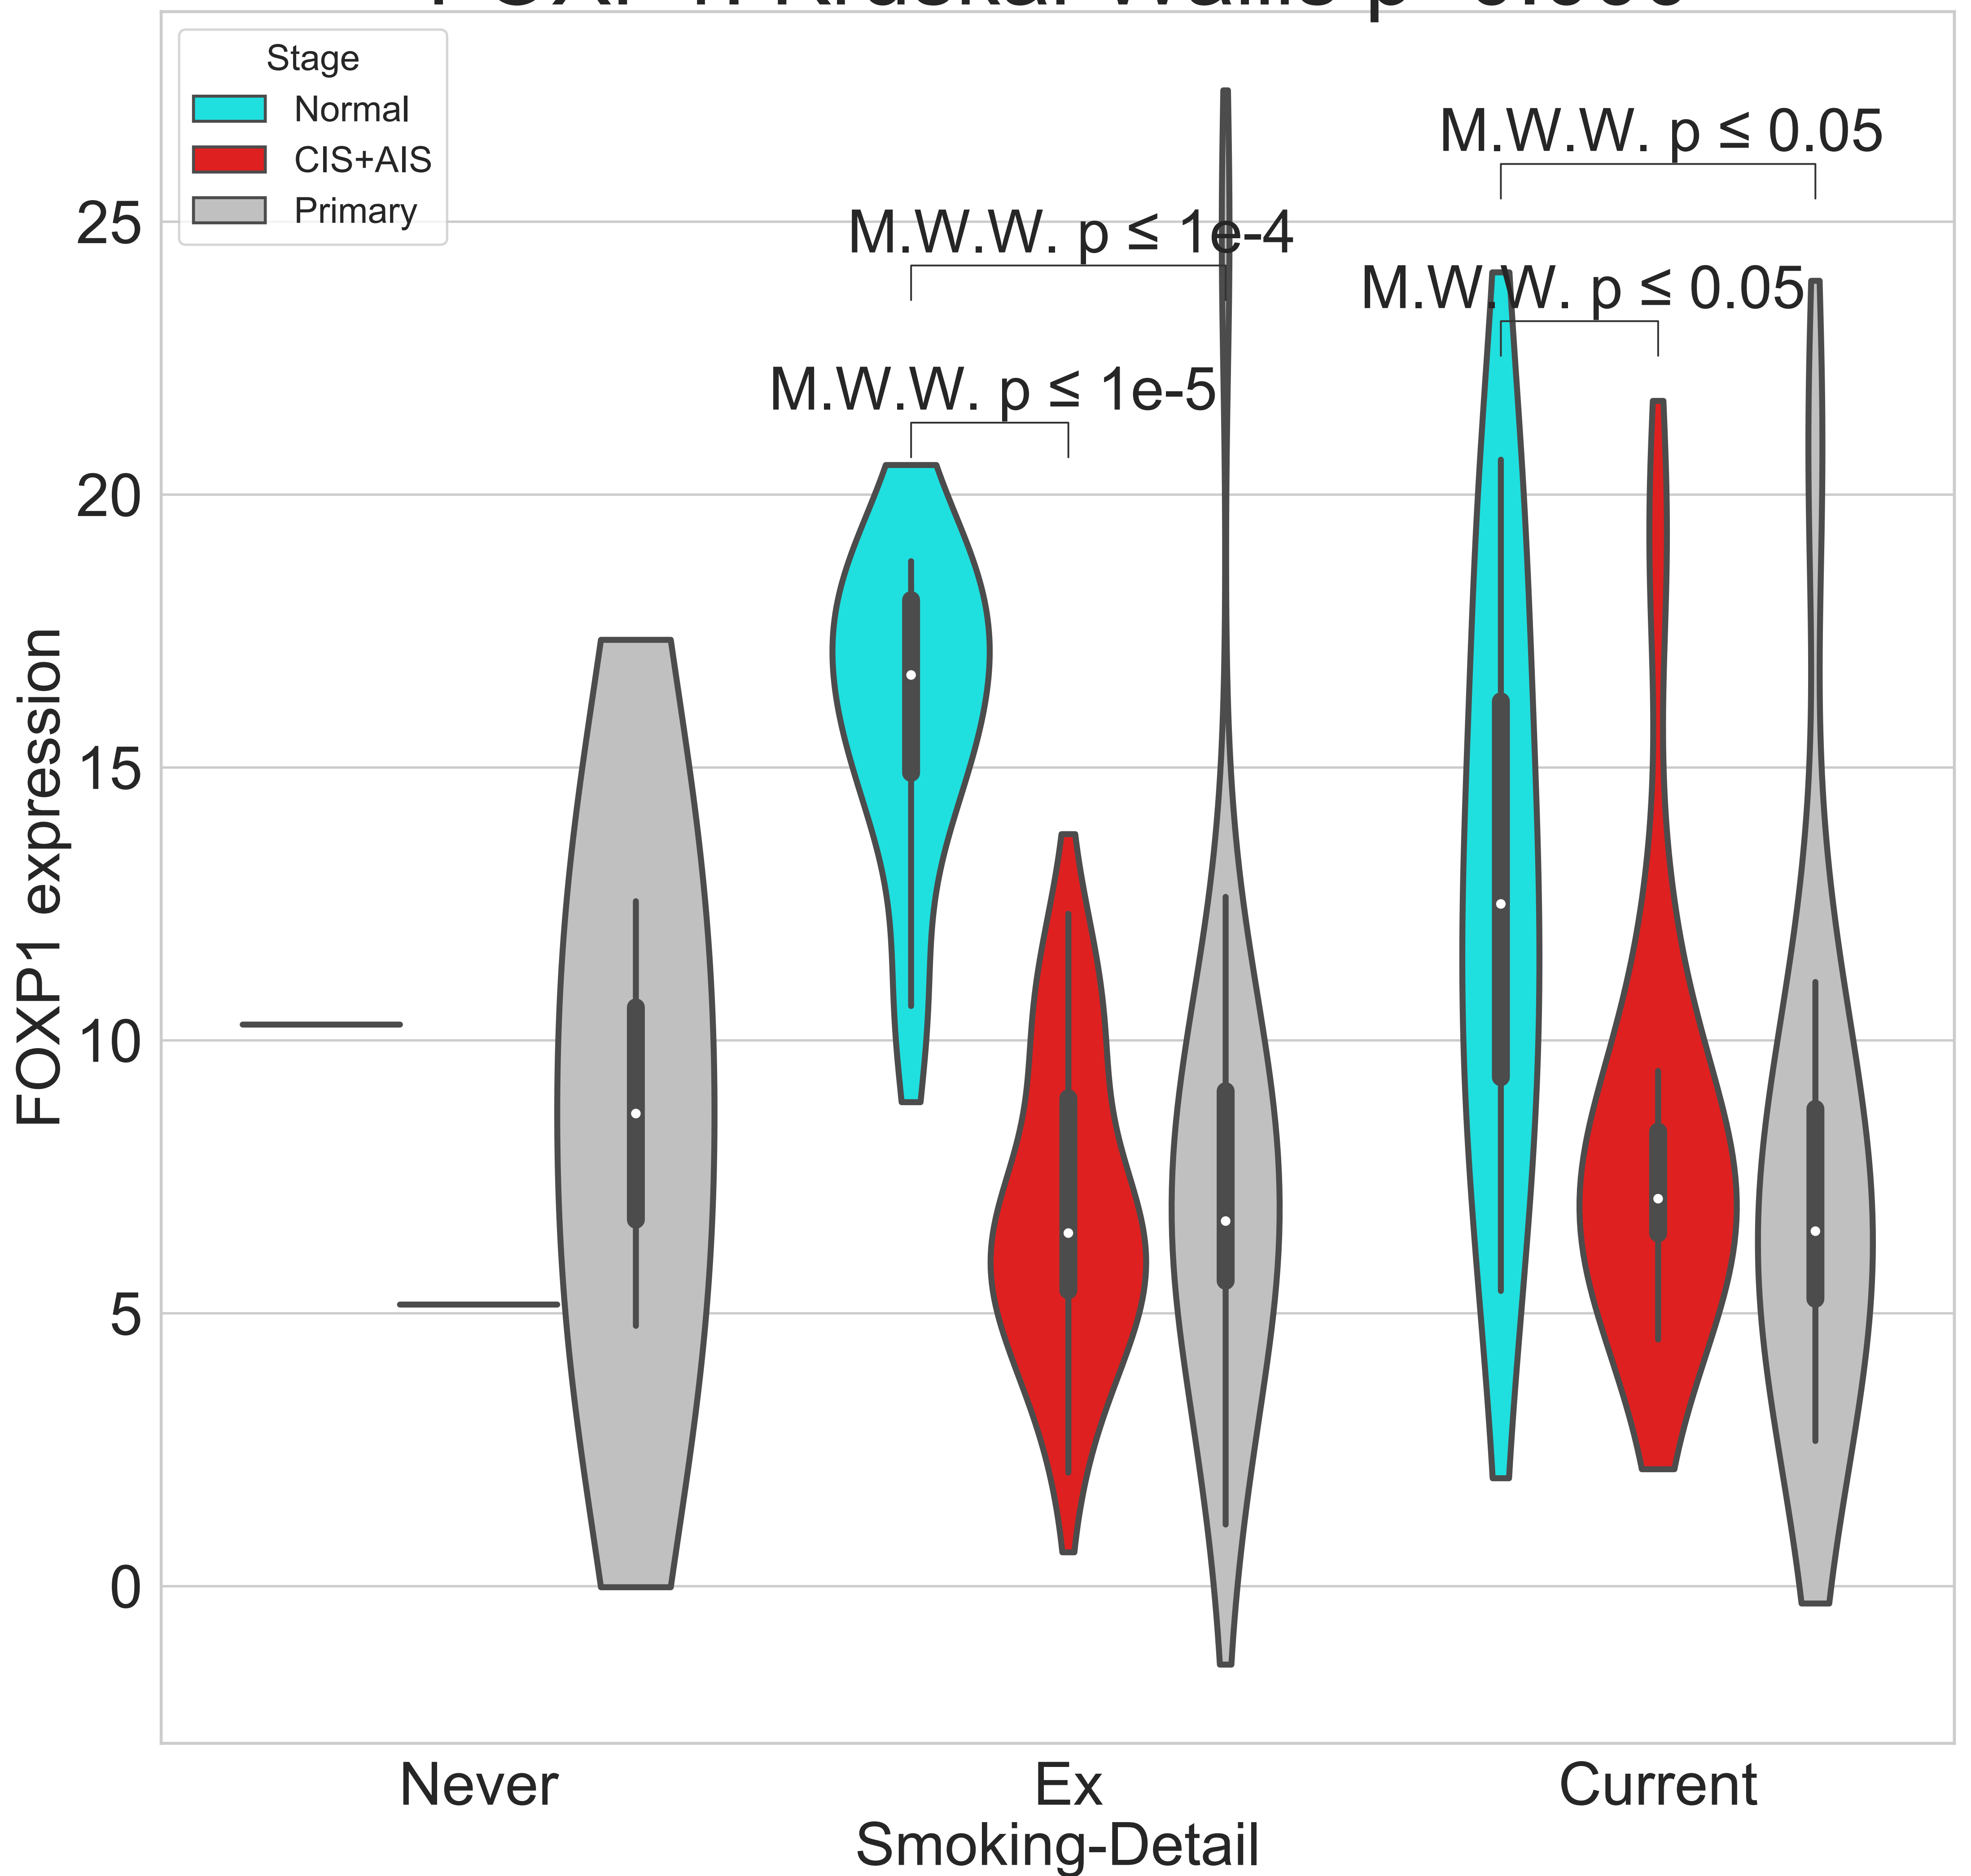 Stage
Normal
CIS+AIS
Primary
M.W.W. p ≤ 0.05
M.W.W. p ≤ 1e-4
M.W.W. p ≤ 0.05
M.W.W. p ≤ 1e-5
25
20
15
10
5
0
FOXP1 expression
Never
Ex
Current
Smoking-Detail